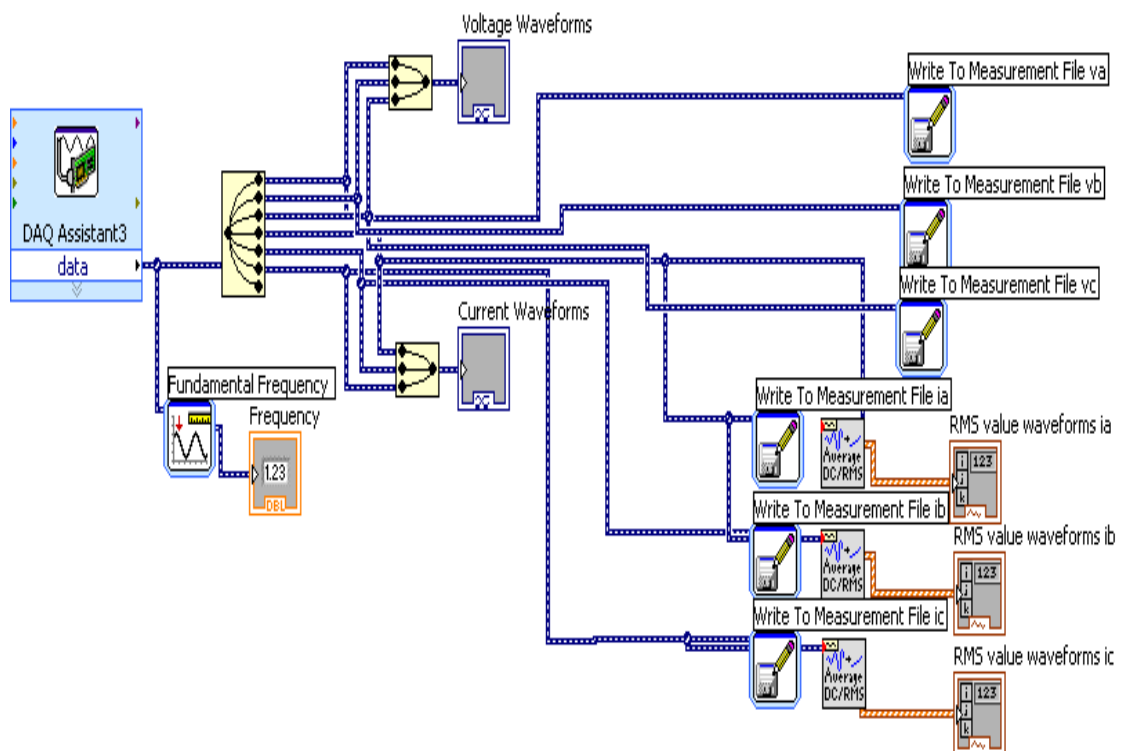 Voltage Waveforms
Write To Measurement File va
DAQ Assistant3
data
Write To Measurement File vb
Write To Measurement File vc
Current Waveforms
Fundamental Frequency
Frequency
1.23
DBL
Write To Measurement File ia
Average
DC/RMS
RMS value waveforms ia
i
j
k
123
Write To Measurement File ib
Average
DC/RMS
RMS value waveforms ib
i
j
k
123
Write To Measurement File ic
Average
DC/RMS
RMS value waveforms ic
i
j
k
123